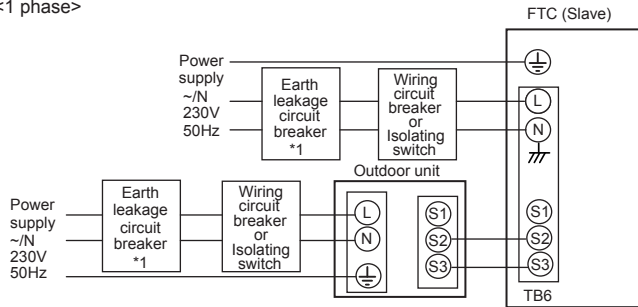 <1 phase>
FTC (Slave)
Power
supply
~/N
230V
50Hz
Earth
leakage
circuit
breaker
*1
Wiring
circuit
breaker
or
Isolating
switch
L
N
Outdoor unit
Power
supply
~/N
230V
50Hz
Earth
leakage
circuit
breaker
*1
Wiring
circuit
breaker
or
Isolating
switch
L
N
S1
S2
S3
S1
S2
S3
TB6